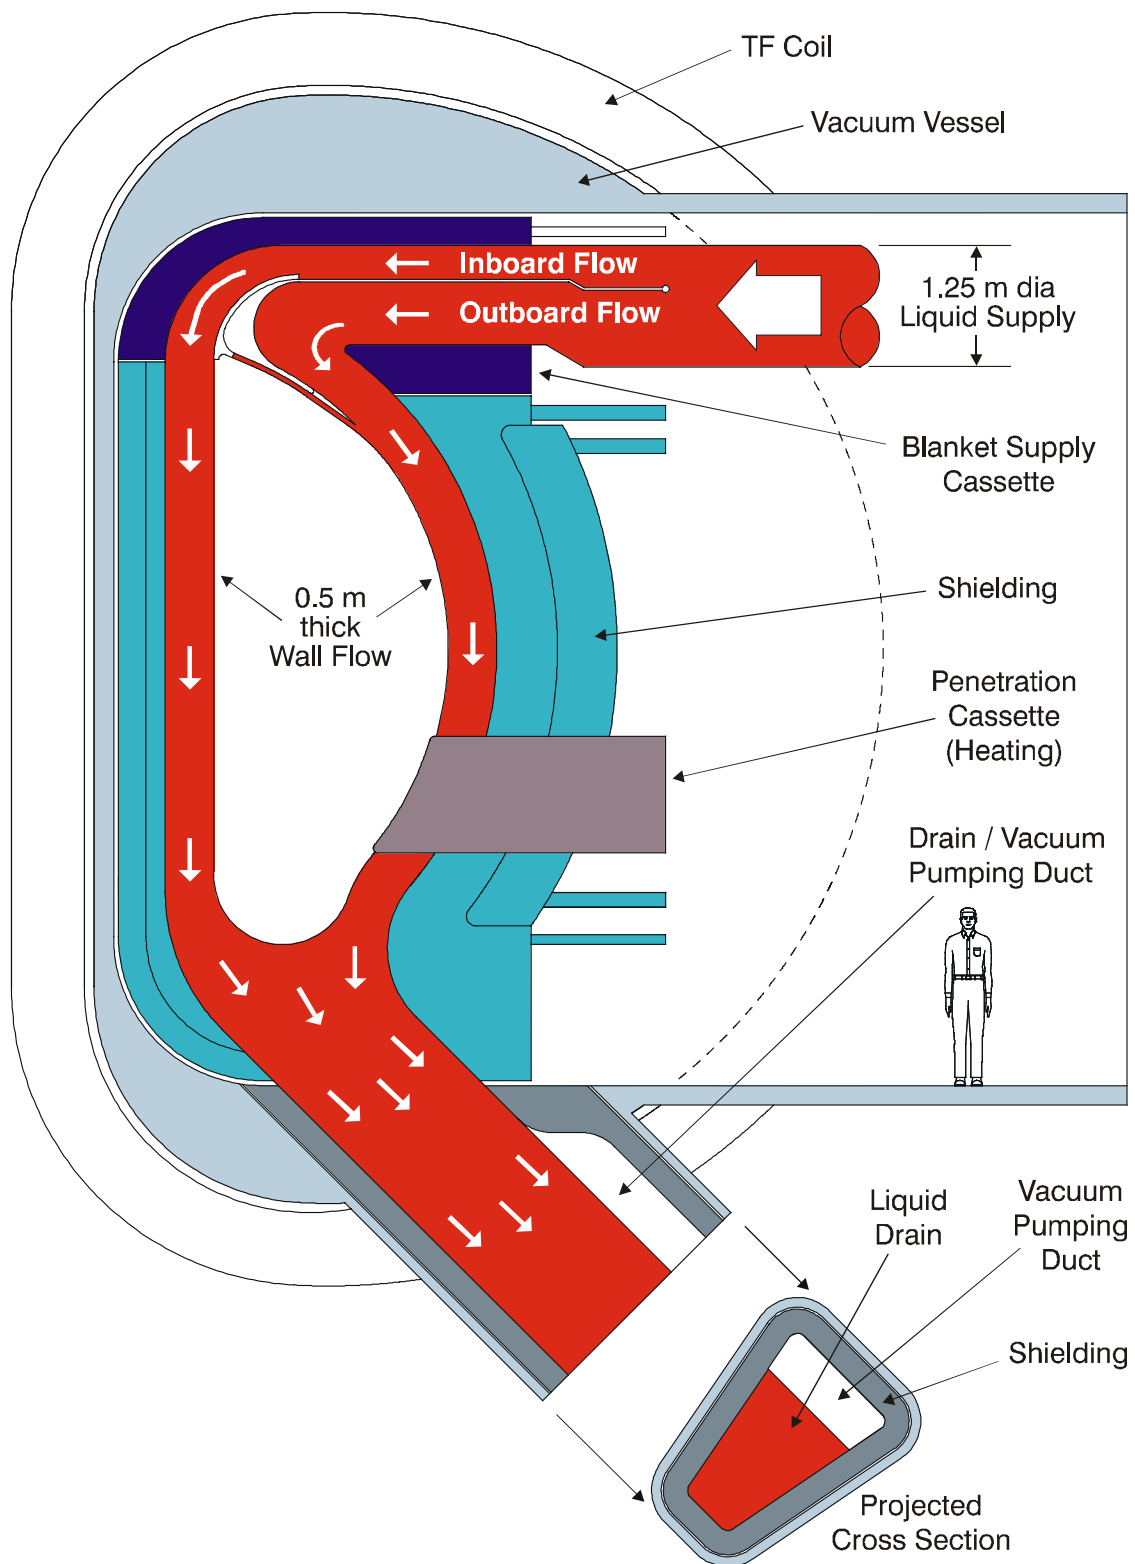 TF Coil
Vacuum Vessel
Inboard Flow
Outboard Flow
1.25 m dia
Liquid Supply
Blanket Supply
Cassette
0.5 m
thick
Wall Flow
Shielding
Penetration
Cassette
(Heating)
Drain / Vacuum
Pumping Duct
Liquid
Drain
Vacuum
Pumping
Duct
Shielding
Projected
Cross Section